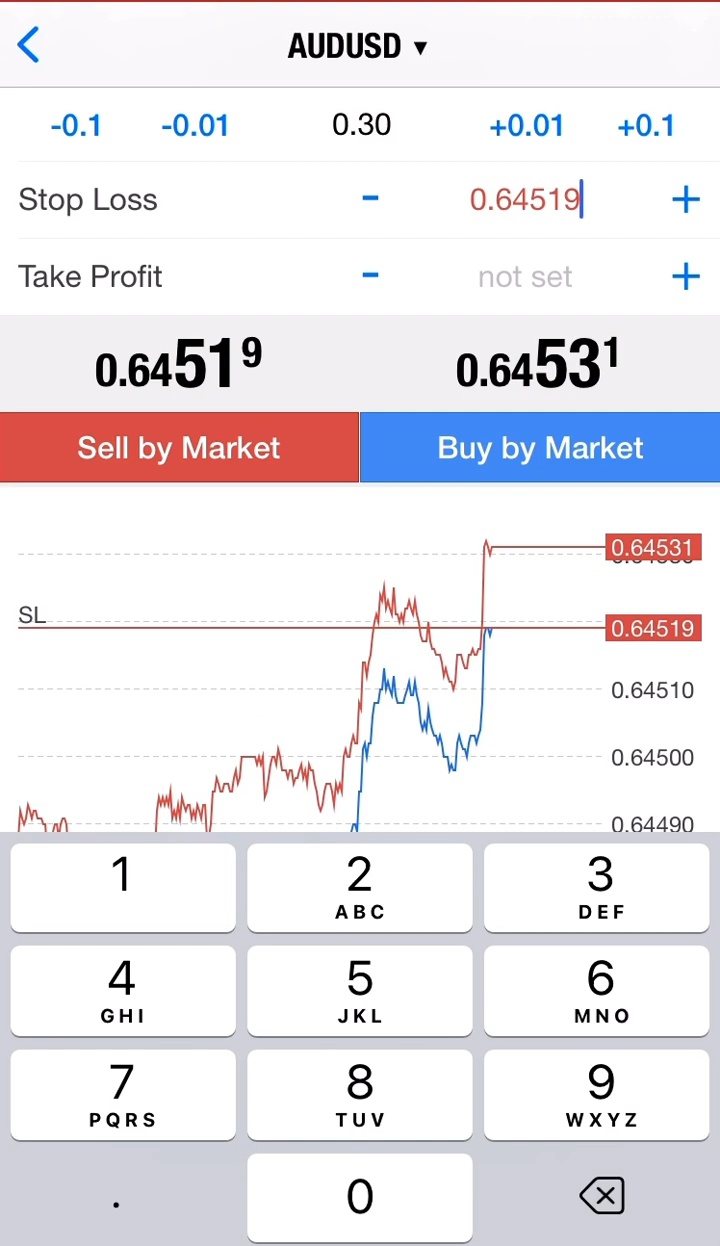 AUDUSD ▼
-0.1 -0.01 0.30 +0.01 +0.1
Stop Loss - 0.64519 +
Take Profit - not set +
0.64519 0.64531
Sell by Market Buy by Market
0.64531
SL
0.64519
0.64510
0.64500
0.64490
1 2 ABC 3 DEF
4 GHI 5 JKL 6 MNO
7 PQRS 8 TUV 9 WXYZ
. 0